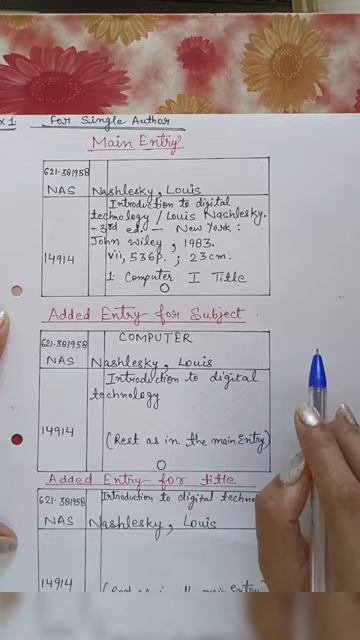 x 1: For Single Author
Main Entry
621.381958
NAS Nashlesky, Louis
Introduction to digital
technology / Louis Nashlesky.
-3rd ed. — New York:
John Wiley, 1983.
14914 vii, 536p. ; 23cm.
1. Computer I Title
Added Entry for Subject
621.381958 COMPUTER
NAS Nashlesky, Louis
Introduction to digital
technology
14914 (Rest as in the main Entry)
Added Entry for title
621.381958 Introduction to digital techno
NAS Nashlesky, Louis
14914 (Rest as in